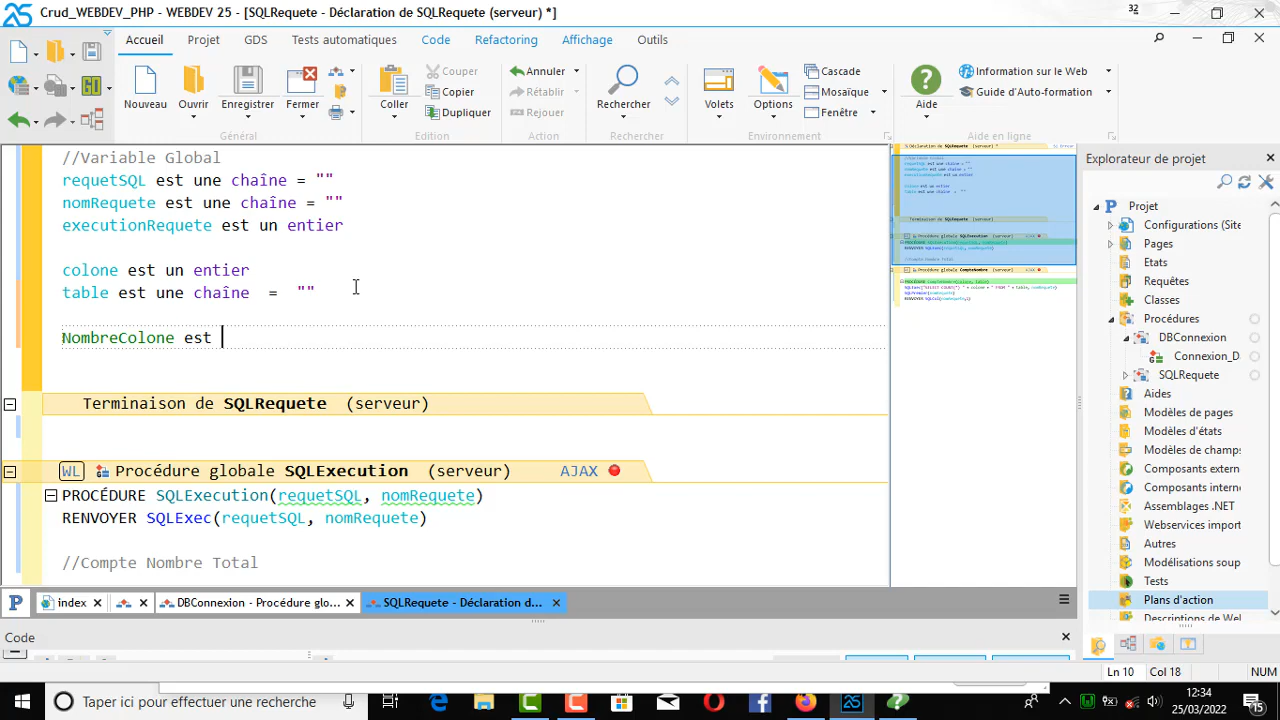 Crud_WEBDEV_PHP - WEBDEV 25 - [SQLRequete - Déclaration de SQLRequete (serveur) *]
32
Accueil Projet GDS Tests automatiques Code Refactoring Affichage Outils
Nouveau Ouvrir Enregistrer Fermer Coller Couper Copier Dupliquer Annuler Rétablir Rejouer Rechercher Volets Options Cascade Mosaïque Fenêtre Aide Information sur le Web Guide d'Auto-formation
Général Edition Action Rechercher Environnement Aide en ligne
//Variable Global
requetSQL est une chaîne = ""
nomRequete est une chaîne = ""
executionRequete est un entier
colone est un entier
table est une chaîne = ""
NombreColone est
Terminaison de SQLRequete (serveur)
WL Procédure globale SQLExecution (serveur) AJAX
PROCÉDURE SQLExecution(requetSQL, nomRequete)
RENVOYER SQLExec(requetSQL, nomRequete)
//Compte Nombre Total
Explorateur de projet
Projet
Configurations (Site
Pages
Etats
Requêtes
Classes
Procédures
DBConnexion
Connexion_D
SQLRequete
Aides
Modèles de pages
Modèles d'états
Modèles de champs
Composants extern
Composants interne
Assemblages .NET
Webservices import
Autres
Modélisations soup
Tests
Plans d'action
Descriptions de Web
index DBConnexion - Procédure glo... SQLRequete - Déclaration d...
Code
Ln 10 Col 18 NUM
Taper ici pour effectuer une recherche
25
12:34
25/03/2022
15